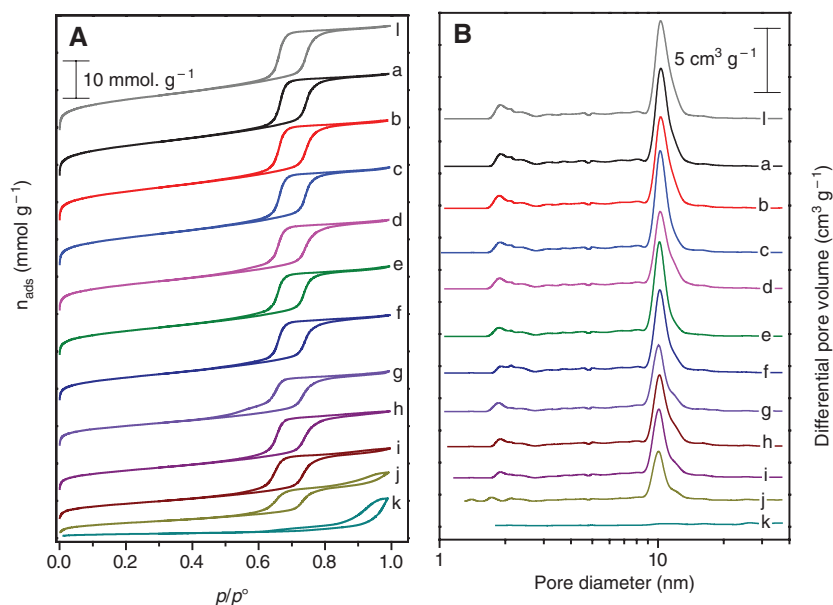 A
10 mmol. g⁻¹
l
a
b
c
d
e
f
g
h
i
j
k
n_ads (mmol g⁻¹)
0.0 0.2 0.4 0.6 0.8 1.0
p/p°
B
5 cm³ g⁻¹
l
a
b
c
d
e
f
g
h
i
j
k
Differential pore volume (cm³ g⁻¹)
1 10
Pore diameter (nm)